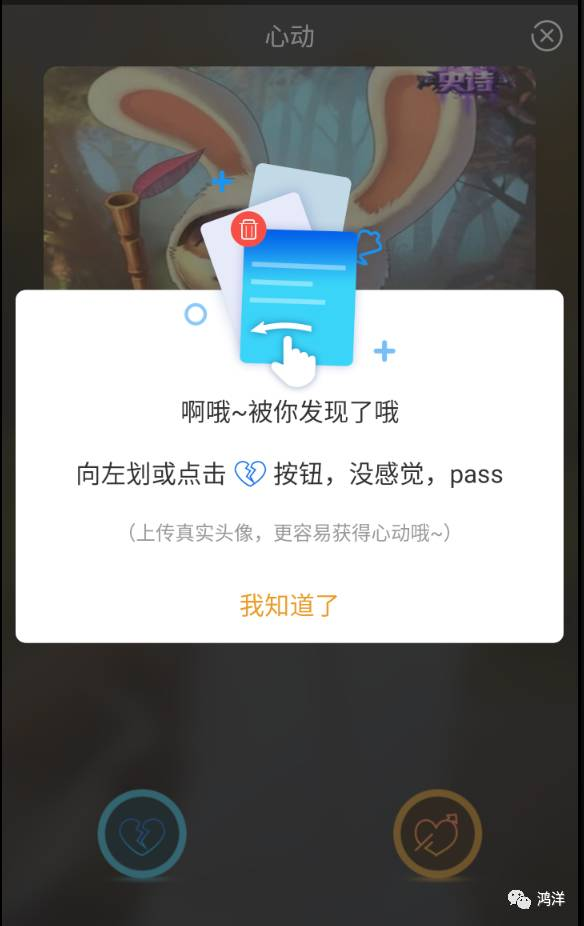 心动
史诗
啊哦~被你发现了哦
向左划或点击 按钮，没感觉，pass
（上传真实头像，更容易获得心动哦~）
我知道了
鸿洋